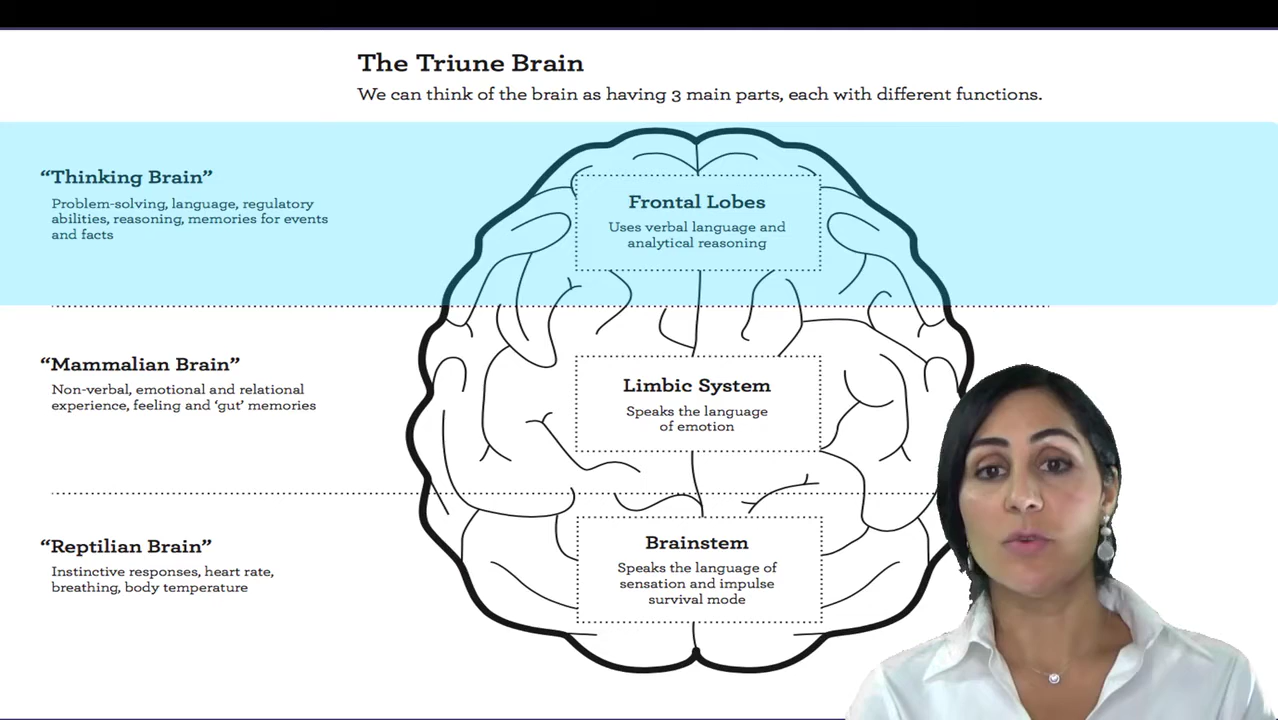 The Triune Brain
We can think of the brain as having 3 main parts, each with different functions.
“Thinking Brain”
Problem-solving, language, regulatory
abilities, reasoning, memories for events
and facts
Frontal Lobes
Uses verbal language and
analytical reasoning
“Mammalian Brain”
Non-verbal, emotional and relational
experience, feeling and ‘gut’ memories
Limbic System
Speaks the language
of emotion
“Reptilian Brain”
Instinctive responses, heart rate,
breathing, body temperature
Brainstem
Speaks the language of
sensation and impulse
survival mode